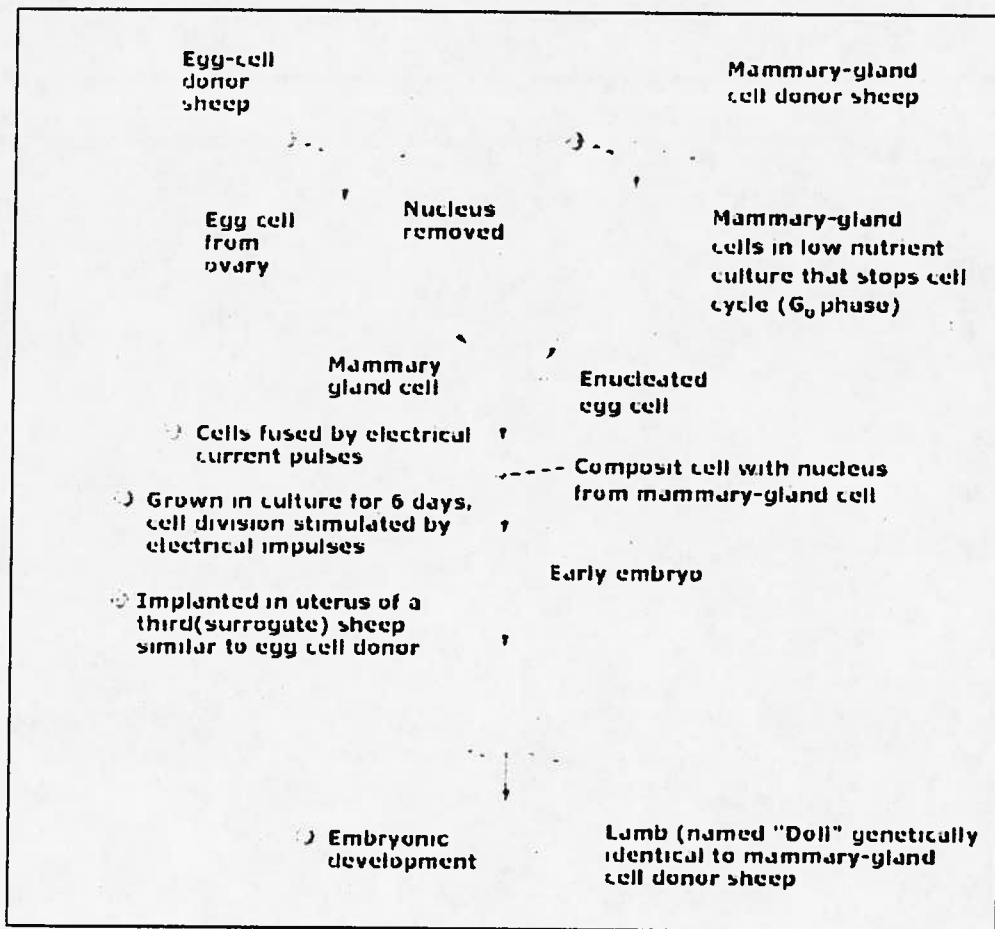 Egg-cell
donor
sheep
Mammary-gland
cell donor sheep
Egg cell
from
ovary
Nucleus
removed
Mammary-gland
cells in low nutrient
culture that stops cell
cycle (G₀ phase)
Mammary
gland cell
Enucleated
egg cell
Cells fused by electrical
current pulses
Composit cell with nucleus
from mammary-gland cell
Grown in culture for 6 days,
cell division stimulated by
electrical impulses
Early embryo
Implanted in uterus of a
third(surrogate) sheep
similar to egg cell donor
Embryonic
development
Lamb (named "Doll" genetically
identical to mammary-gland
cell donor sheep